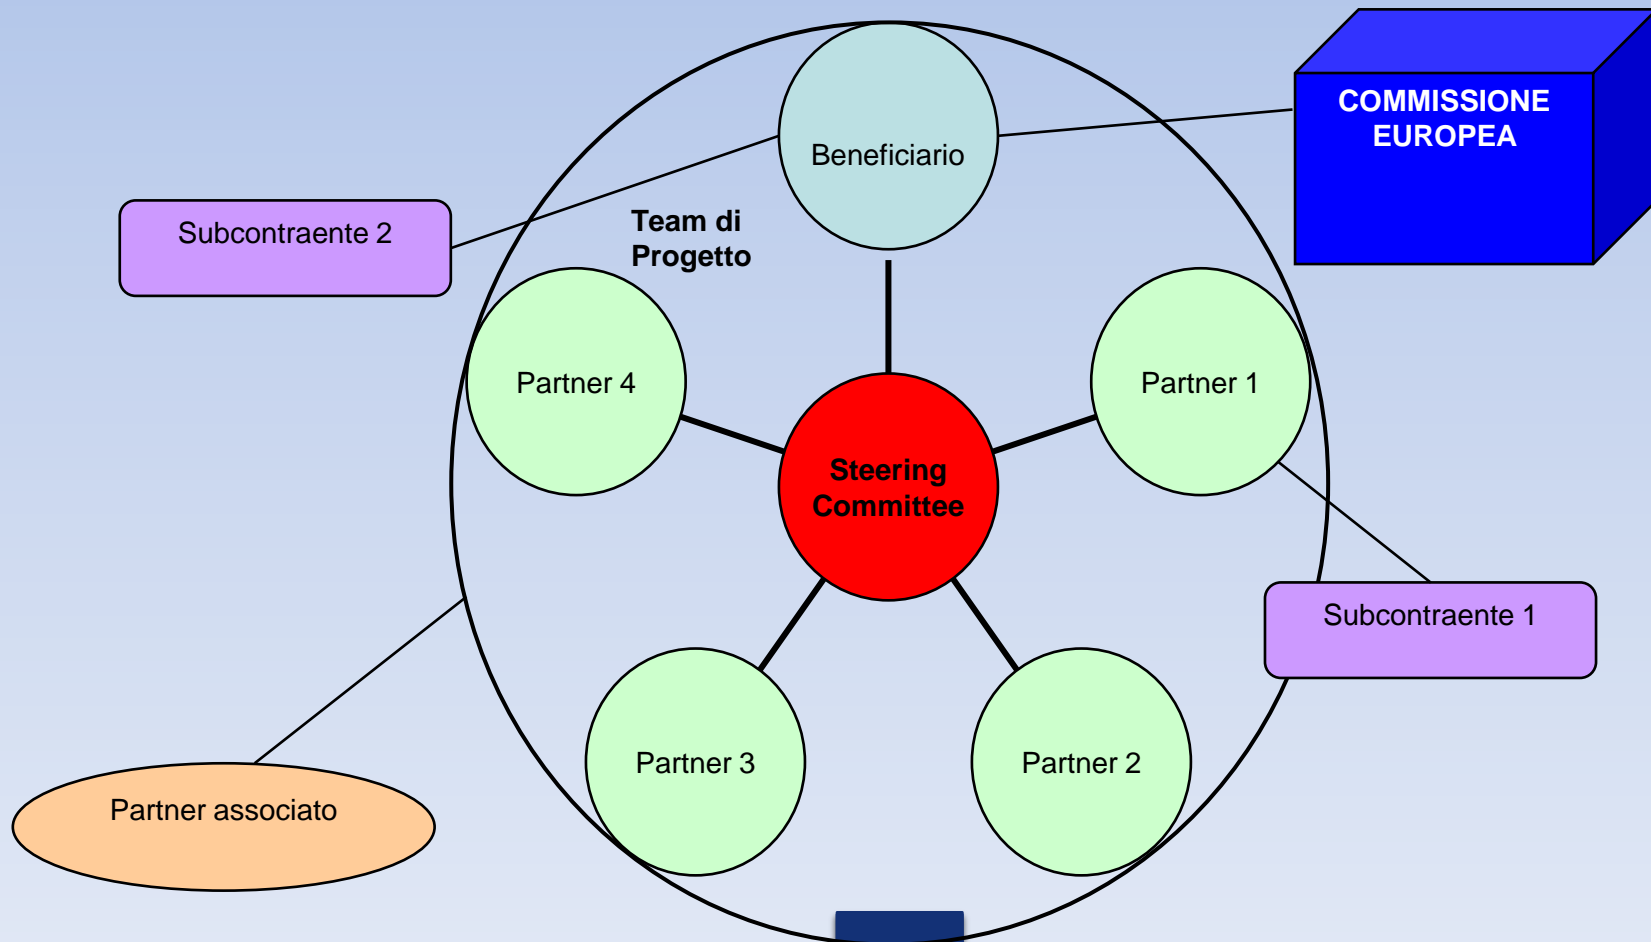 COMMISSIONE
EUROPEA
Beneficiario
Subcontraente 2
Team di
Progetto
Partner 4
Partner 1
Steering
Committee
Subcontraente 1
Partner 3
Partner 2
Partner associato